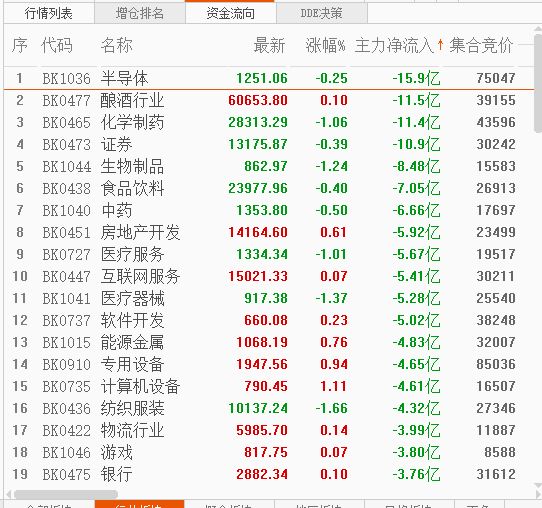 行情列表 增仓排名 资金流向 DDE决策
序 代码 名称 最新 涨幅% 主力净流入↑ 集合竞价
1 BK1036 半导体 1251.06 -0.25 -15.9亿 75047
2 BK0477 酿酒行业 60653.80 0.10 -11.5亿 39155
3 BK0465 化学制药 28313.29 -1.06 -11.4亿 43596
4 BK0473 证券 13175.87 -0.39 -10.9亿 30242
5 BK1044 生物制品 862.97 -1.24 -8.48亿 15583
6 BK0438 食品饮料 23977.96 -0.40 -7.05亿 26913
7 BK1040 中药 1353.80 -0.50 -6.66亿 17697
8 BK0451 房地产开发 14164.60 0.61 -5.92亿 23499
9 BK0727 医疗服务 1334.34 -1.01 -5.67亿 19517
10 BK0447 互联网服务 15021.33 0.07 -5.41亿 30211
11 BK1041 医疗器械 917.38 -1.37 -5.28亿 25540
12 BK0737 软件开发 660.08 0.23 -5.02亿 38248
13 BK1015 能源金属 1068.19 0.76 -4.83亿 32007
14 BK0910 专用设备 1947.56 0.94 -4.65亿 85036
15 BK0735 计算机设备 790.45 1.11 -4.61亿 16507
16 BK0436 纺织服装 10137.24 -1.66 -4.32亿 27346
17 BK0422 物流行业 5985.70 0.14 -3.99亿 11887
18 BK1046 游戏 817.75 0.07 -3.80亿 8588
19 BK0475 银行 2882.34 0.10 -3.76亿 31612